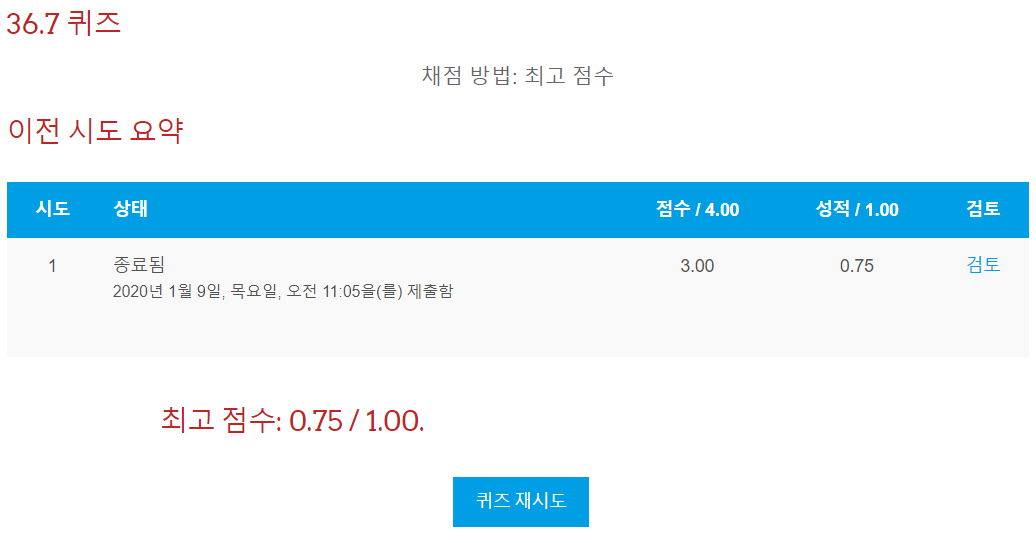 36.7 퀴즈
채점 방법: 최고 점수
이전 시도 요약
시도 상태 점수 / 4.00 성적 / 1.00 검토
1 종료됨 3.00 0.75 검토
2020년 1월 9일, 목요일, 오전 11:05을(를) 제출함
최고 점수: 0.75 / 1.00.
퀴즈 재시도